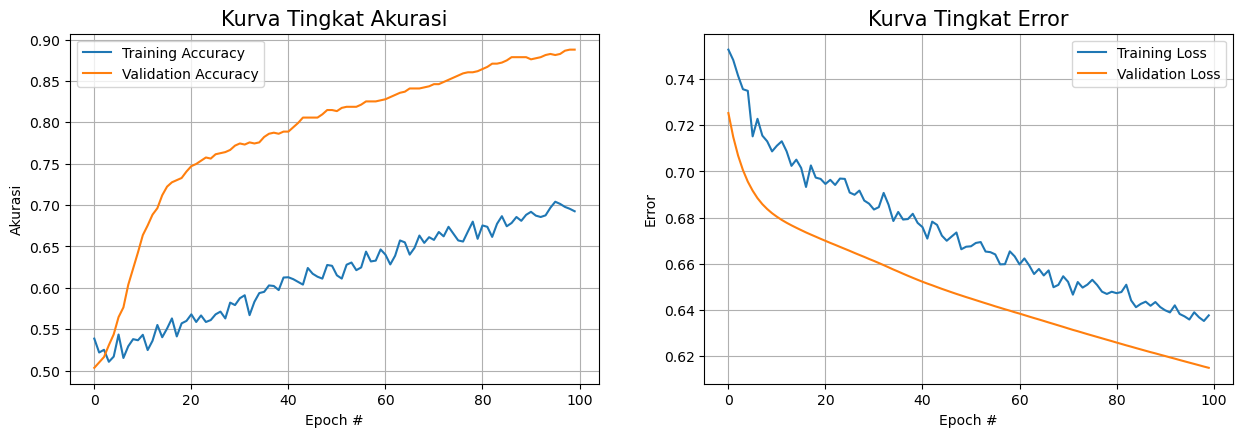 Kurva Tingkat Akurasi
Training Accuracy
Validation Accuracy
Akurasi
0.90
0.85
0.80
0.75
0.70
0.65
0.60
0.55
0.50
0 20 40 60 80 100
Epoch #
Kurva Tingkat Error
Training Loss
Validation Loss
Error
0.74
0.72
0.70
0.68
0.66
0.64
0.62
0 20 40 60 80 100
Epoch #